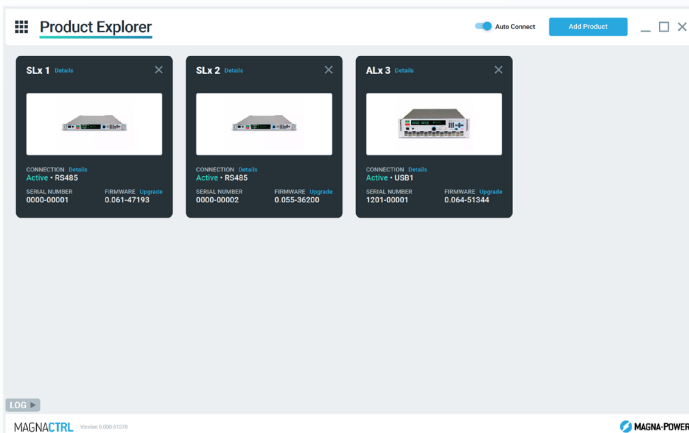 Product Explorer
Auto Connect
Add Product
SLx 1 Details
SLx 2 Details
ALx 3 Details
CONNECTION Details
Active • RS485
SERIAL NUMBER
0000-00001
FIRMWARE Upgrade
0.061-47193
CONNECTION Details
Active • RS485
SERIAL NUMBER
0000-00002
FIRMWARE Upgrade
0.055-36200
CONNECTION Details
Active • USB1
SERIAL NUMBER
1201-00001
FIRMWARE Upgrade
0.064-51344
LOG
MAGNACTRL
MAGNA-POWER